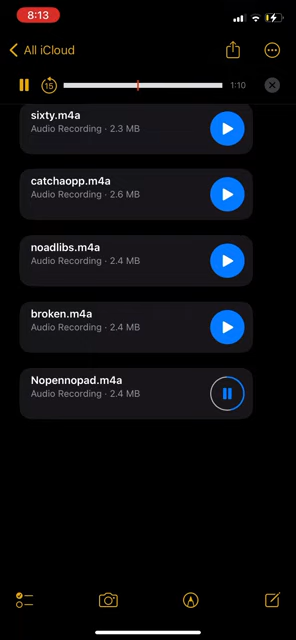 8:13
All iCloud
15
1:10
sixty.m4a
Audio Recording · 2.3 MB
catchaopp.m4a
Audio Recording · 2.6 MB
noadlibs.m4a
Audio Recording · 2.4 MB
broken.m4a
Audio Recording · 2.4 MB
Nopennopad.m4a
Audio Recording · 2.4 MB